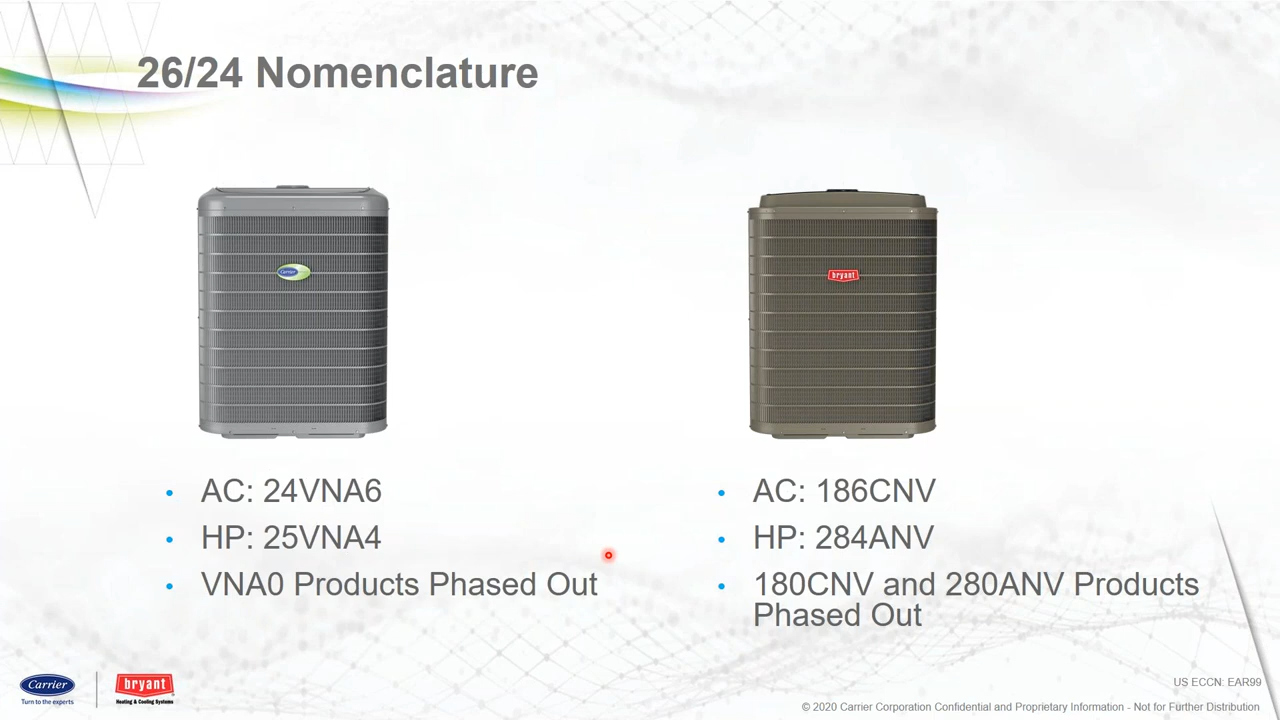 26/24 Nomenclature
Carrier
bryant
• AC: 24VNA6
• HP: 25VNA4
• VNA0 Products Phased Out
• AC: 186CNV
• HP: 284ANV
• 180CNV and 280ANV Products
Phased Out
Carrier
Turn to the experts
bryant
Heating & Cooling Systems
US ECCN: EAR99
© 2020 Carrier Corporation Confidential and Proprietary Information - Not for Further Distribution